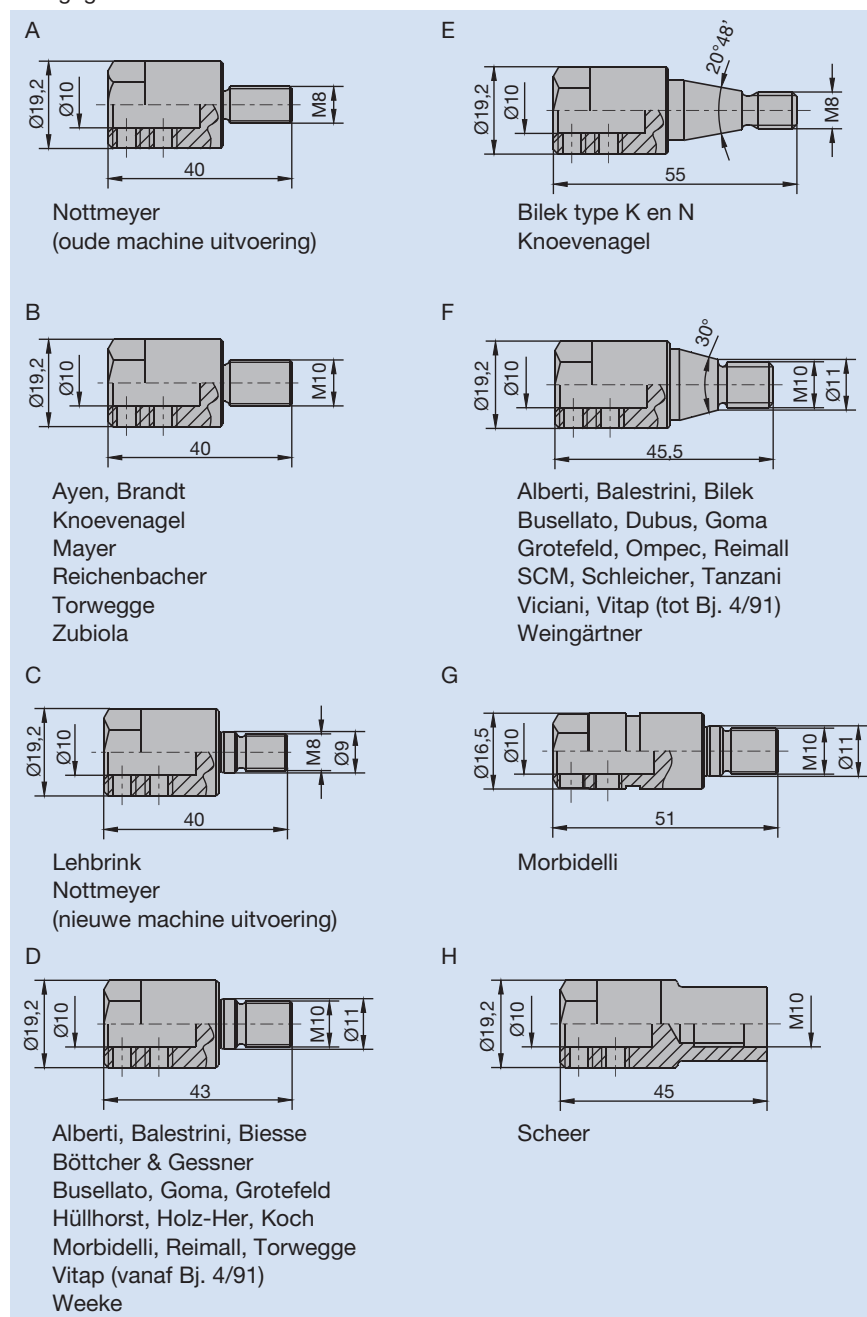 A
Ø19,2
Ø10
M8
40
Nottmeyer
(oude machine uitvoering)
B
Ø19,2
Ø10
M10
40
Ayen, Brandt
Knoevenagel
Mayer
Reichenbacher
Torwegge
Zubiola
C
Ø19,2
Ø10
M8
Ø9
40
Lehbrink
Nottmeyer
(nieuwe machine uitvoering)
D
Ø19,2
Ø10
M10
Ø11
43
Alberti, Balestrini, Biesse
Böttcher & Gessner
Busellato, Goma, Grotefeld
Hüllhorst, Holz-Her, Koch
Morbidelli, Reimall, Torwegge
Vitap (vanaf Bj. 4/91)
Weeke
E
Ø19,2
Ø10
20°48'
M8
55
Bilek type K en N
Knoevenagel
F
Ø19,2
Ø10
30°
M10
Ø11
45,5
Alberti, Balestrini, Bilek
Busellato, Dubus, Goma
Grotefeld, Ompec, Reimall
SCM, Schleicher, Tanzani
Viciani, Vitap (tot Bj. 4/91)
Weingärtner
G
Ø16,5
Ø10
M10
Ø11
51
Morbidelli
H
Ø19,2
Ø10
M10
45
Scheer